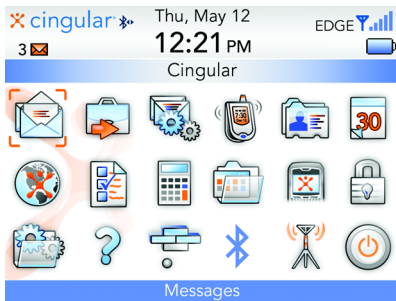 cingular Thu, May 12 EDGE
3 12:21 PM
Cingular
30
Messages